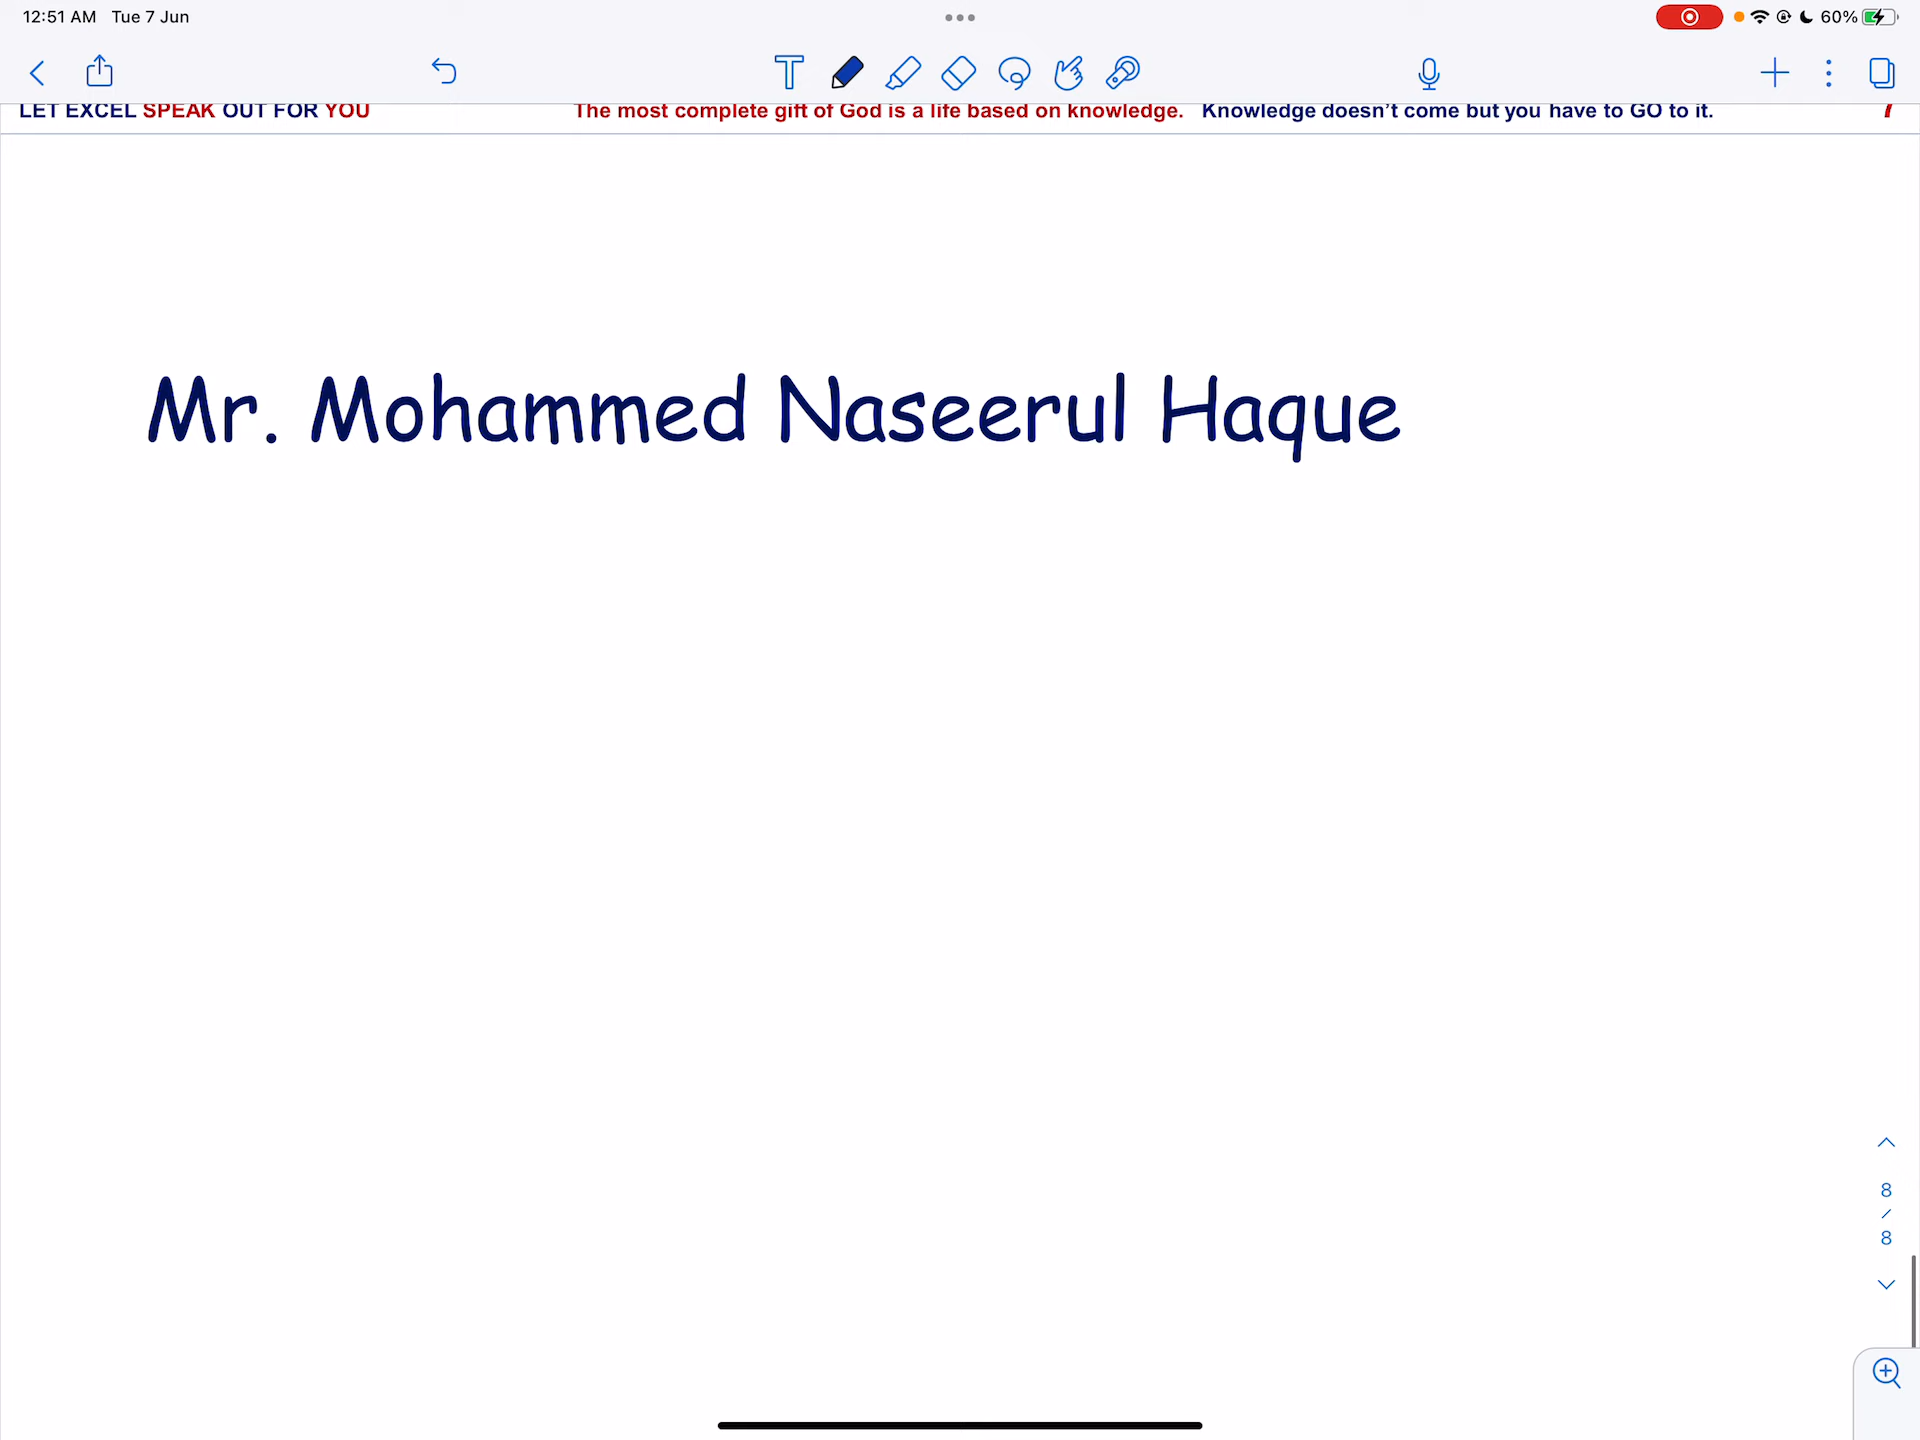 12:51 AM Tue 7 Jun
60%
LET EXCEL SPEAK OUT FOR YOU The most complete gift of God is a life based on knowledge. Knowledge doesn't come but you have to GO to it. 7
Mr. Mohammed Naseerul Haque
8
/
8